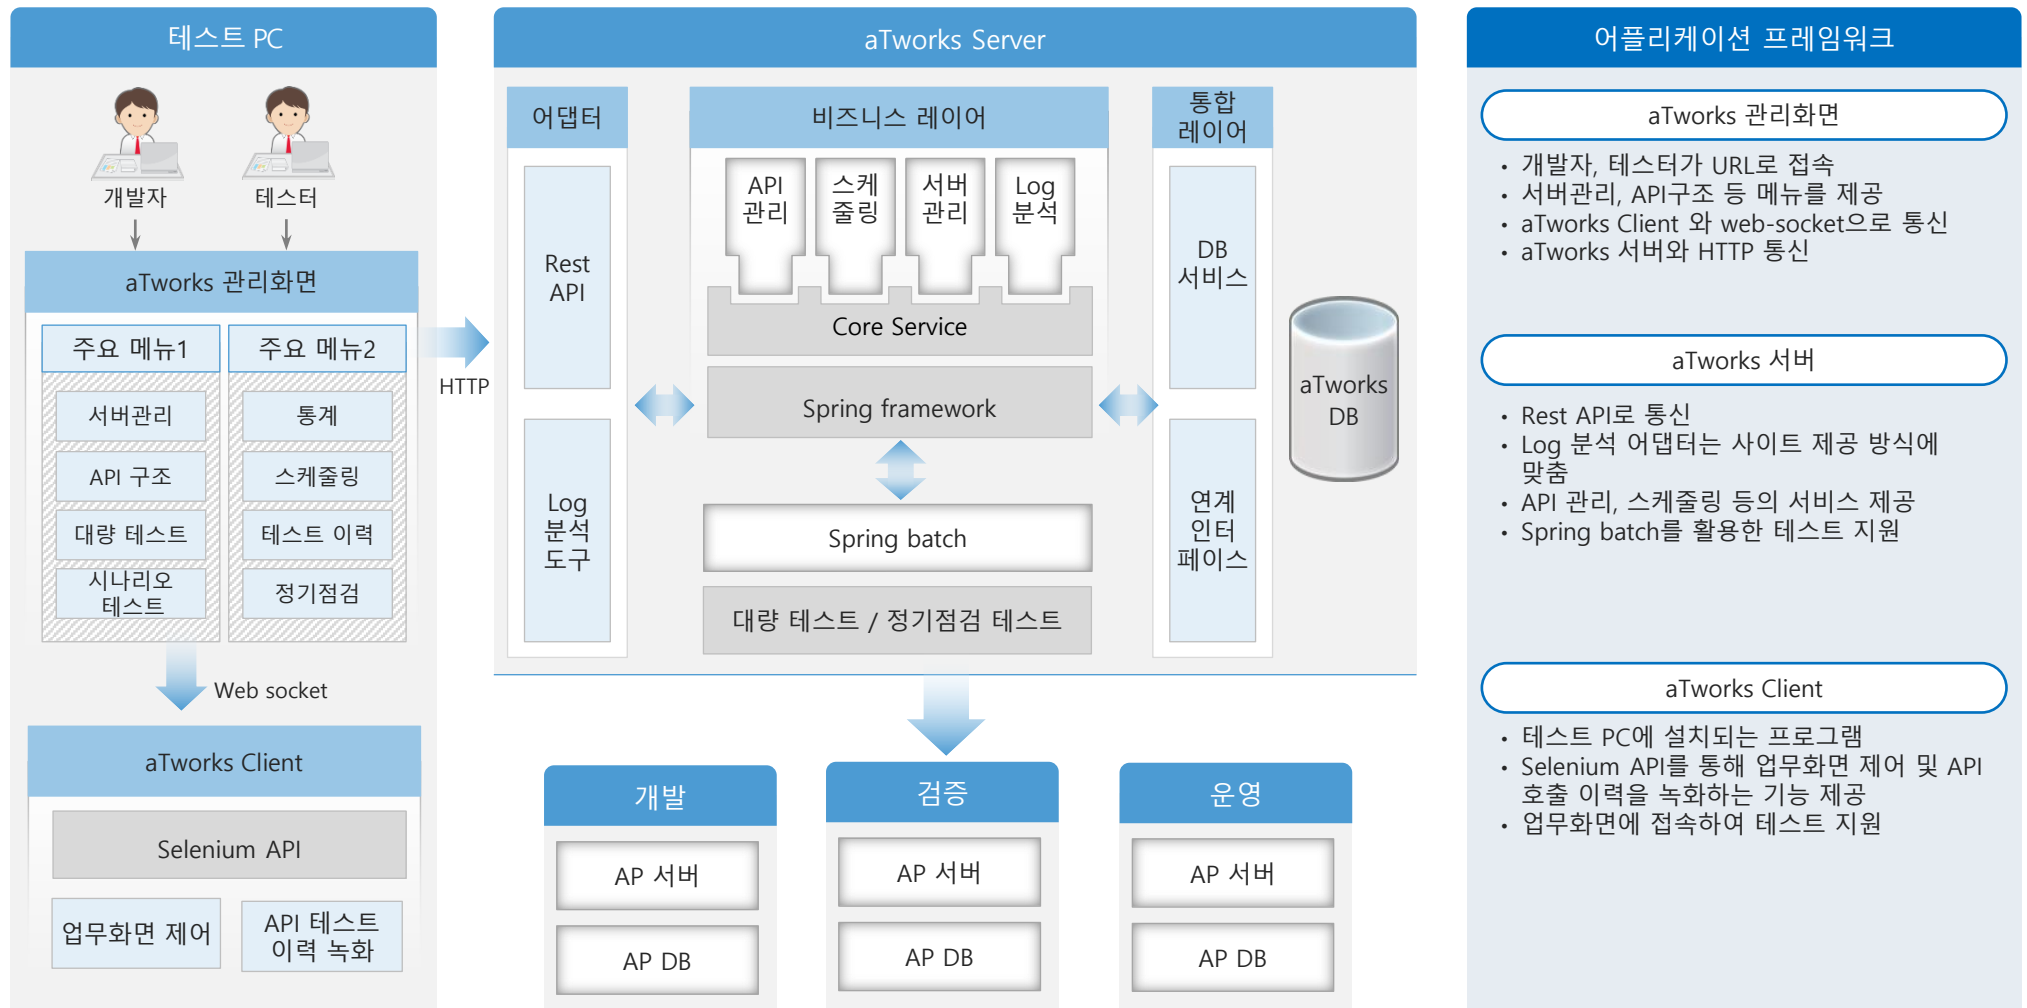 테스트 PC
개발자
테스터
aTworks 관리화면
주요 메뉴1
주요 메뉴2
서버관리
통계
API 구조
스케줄링
대량 테스트
테스트 이력
시나리오
테스트
정기점검
Web socket
aTworks Client
Selenium API
업무화면 제어
API 테스트
이력 녹화
HTTP
aTworks Server
어댑터
Rest
API
Log
분석
도구
비즈니스 레이어
API
관리
스케
줄링
서버
관리
Log
분석
Core Service
Spring framework
Spring batch
대량 테스트 / 정기점검 테스트
통합
레이어
DB
서비스
연계
인터
페이스
aTworks
DB
개발
AP 서버
AP DB
검증
AP 서버
AP DB
운영
AP 서버
AP DB
어플리케이션 프레임워크
aTworks 관리화면
• 개발자, 테스터가 URL로 접속
• 서버관리, API구조 등 메뉴를 제공
• aTworks Client 와 web-socket으로 통신
• aTworks 서버와 HTTP 통신
aTworks 서버
• Rest API로 통신
• Log 분석 어댑터는 사이트 제공 방식에
맞춤
• API 관리, 스케줄링 등의 서비스 제공
• Spring batch를 활용한 테스트 지원
aTworks Client
• 테스트 PC에 설치되는 프로그램
• Selenium API를 통해 업무화면 제어 및 API
호출 이력을 녹화하는 기능 제공
• 업무화면에 접속하여 테스트 지원